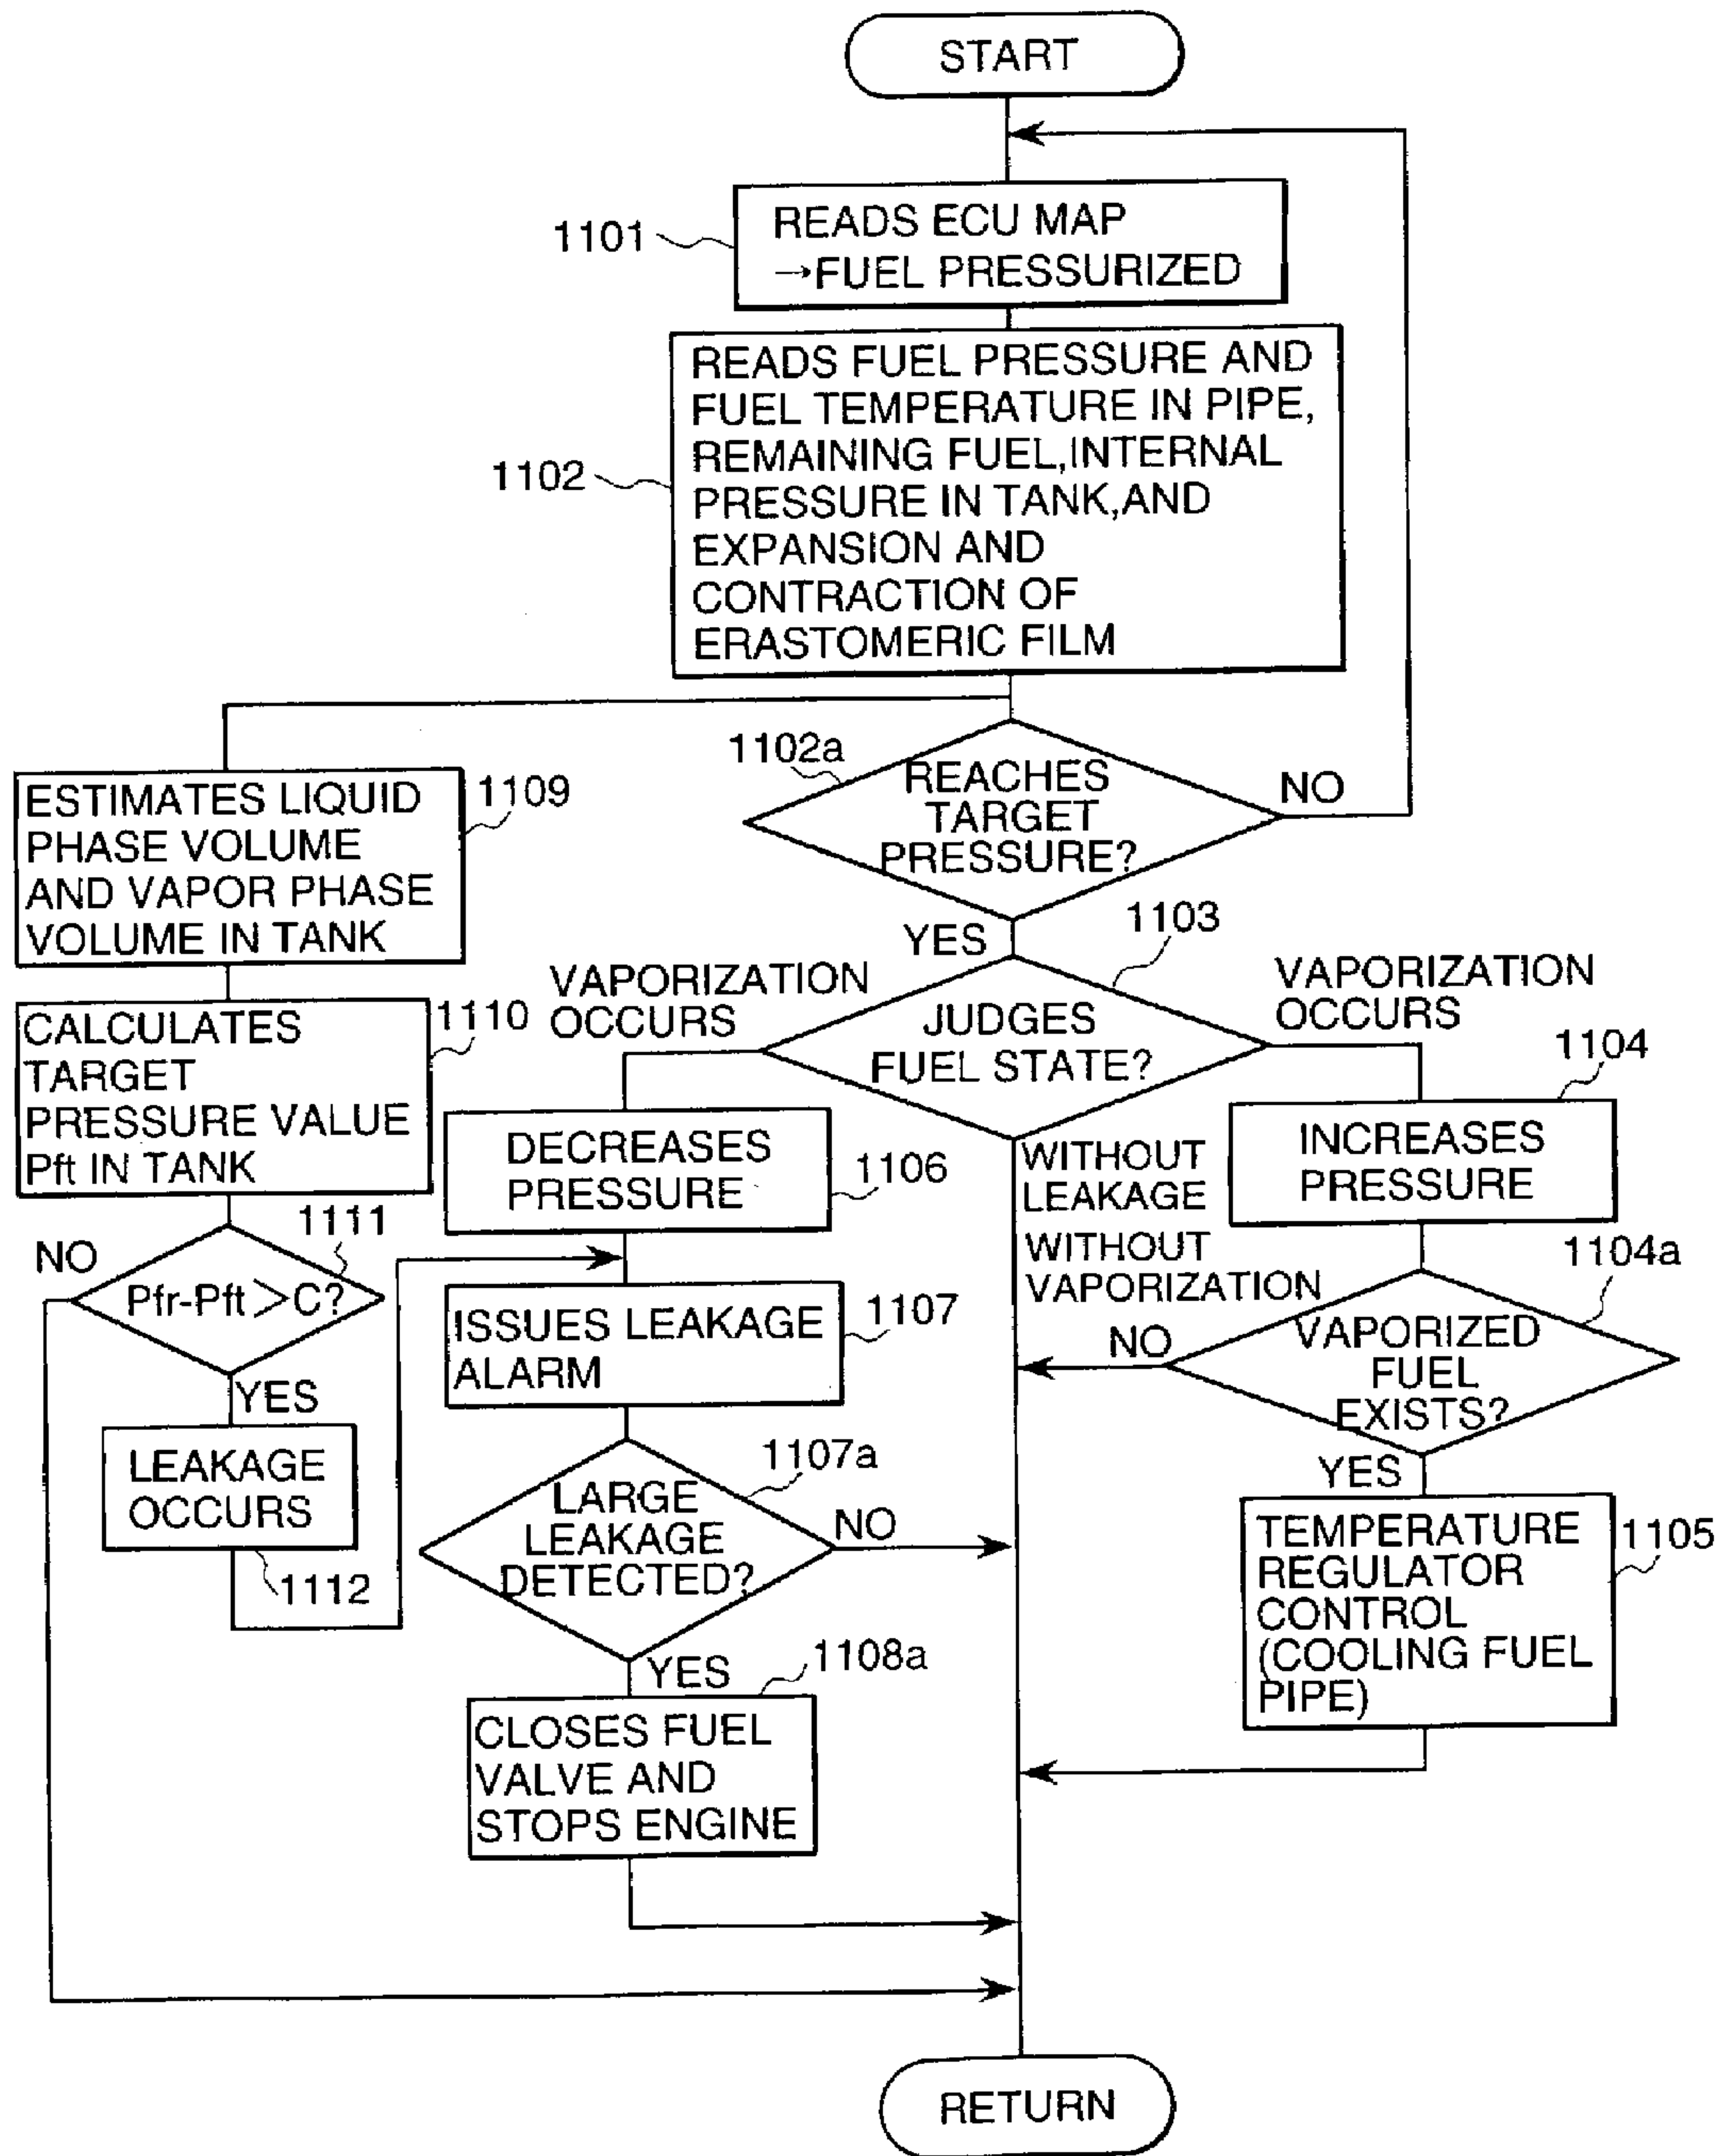 START
1101
READS ECU MAP
→FUEL PRESSURIZED
1102
READS FUEL PRESSURE AND
FUEL TEMPERATURE IN PIPE,
REMAINING FUEL,INTERNAL
PRESSURE IN TANK,AND
EXPANSION AND
CONTRACTION OF
ERASTOMERIC FILM
1102a
REACHES
TARGET
PRESSURE?
NO
YES
1109
ESTIMATES LIQUID
PHASE VOLUME
AND VAPOR PHASE
VOLUME IN TANK
1110
CALCULATES
TARGET
PRESSURE VALUE
Pft IN TANK
1111
Pfr-Pft>C?
NO
YES
LEAKAGE
OCCURS
1112
1103
JUDGES
FUEL STATE?
VAPORIZATION
OCCURS
VAPORIZATION
OCCURS
WITHOUT
LEAKAGE
WITHOUT
VAPORIZATION
DECREASES
PRESSURE
1106
ISSUES LEAKAGE
ALARM
1107
1107a
LARGE
LEAKAGE
DETECTED?
NO
YES
1108a
CLOSES FUEL
VALVE AND
STOPS ENGINE
1104
INCREASES
PRESSURE
1104a
VAPORIZED
FUEL
EXISTS?
NO
YES
1105
TEMPERATURE
REGULATOR
CONTROL
(COOLING FUEL
PIPE)
RETURN